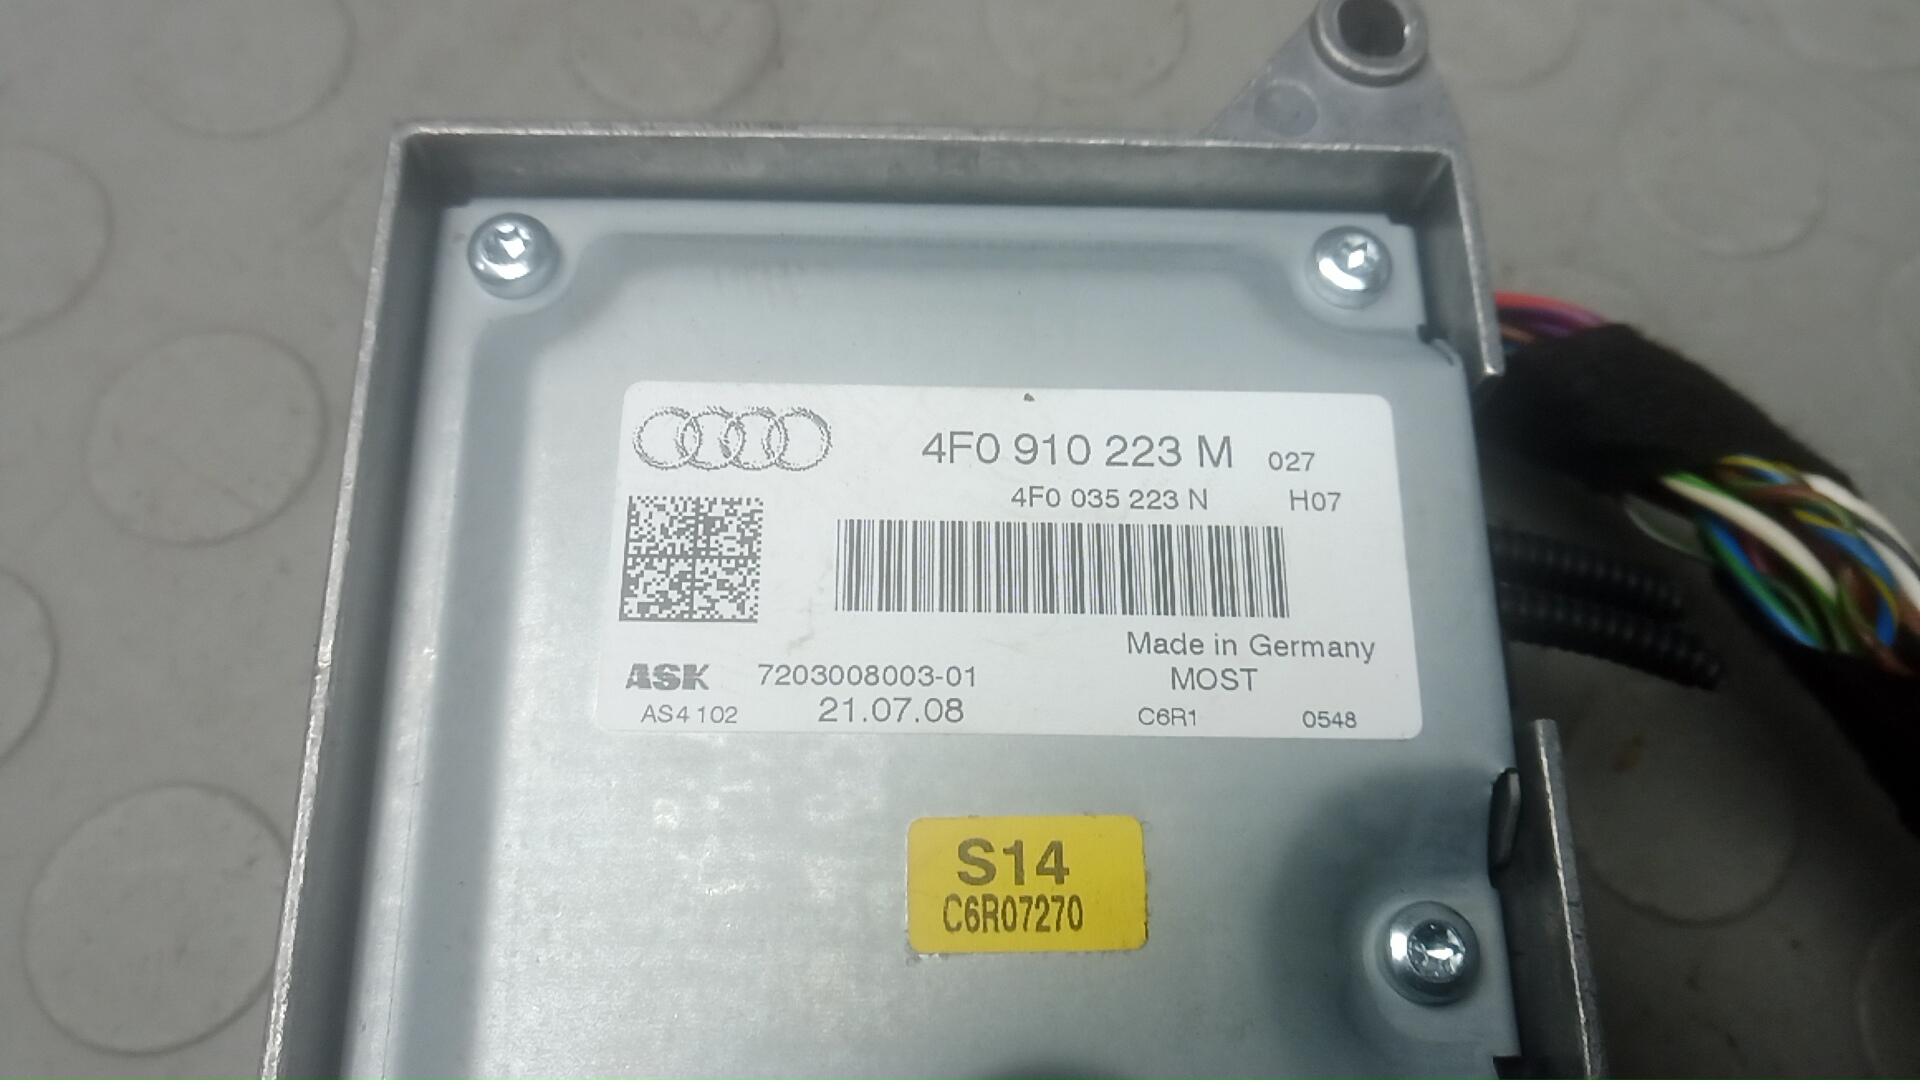 4F0 910 223 M 027
4F0 035 223 N H07
Made in Germany
ASK 7203008003-01 MOST
AS4 102 21.07.08 C6R1 0548
S14
C6R07270